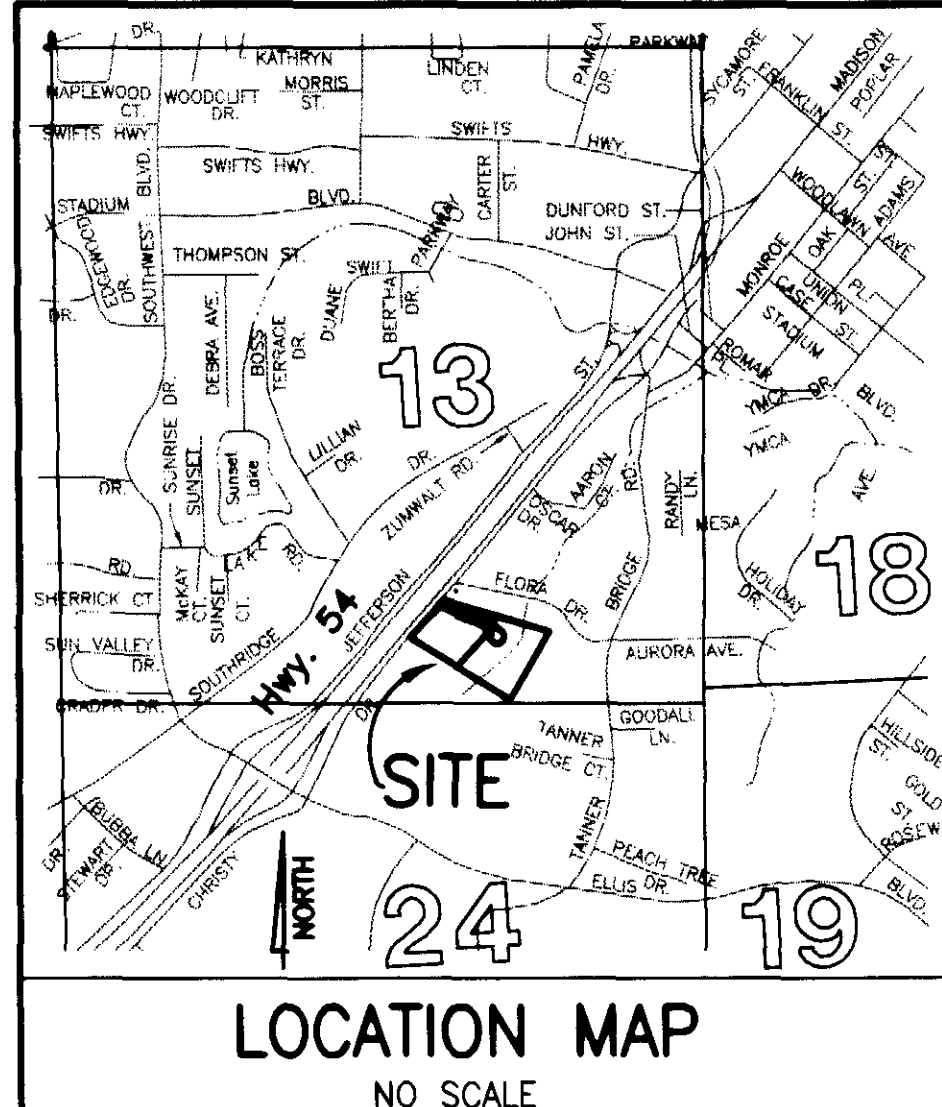 DR.
KATHRYN
PARKWAY
MORRIS
ST.
LINDEN
CT.
PAMELA
DR.
SYCAMORE
ST.
FRANKLIN ST.
MADISON
POPLAR
ST.
MAPLEWOOD
CT.
WOODCLIFT
DR.
SWIFTS HWY.
SWIFTS
HWY.
SWIFTS HWY.
BLVD.
STADIUM
BLVD.
CARTER
ST.
DUNFORD ST.
JOHN ST.
WOODLAWN
AVE
ADAMS
ST.
OAK
PL.
MONROE
UNION
ST.
CASE
STADIUM
BLVD.
EDGEWOOD
DR.
DR.
SOUTHWEST
THOMPSON ST.
PARKWAY
SWIFT
DUANE
BERTHA
DR.
DEBRA AVE.
BOSS
TERRACE
DR.
13
ST.
ROMAR
PL.
YMCA DR.
YMCA
SUNRISE DR.
SUNSET
Sunset
Lake
LILLIAN
DR.
DR.
ZUMWALT RD.
DR.
OSCAR
DR.
AARON
CT.
RD.
RANDY
LN.
MESA
AVE.
18
HOLIDAY
DR.
LAKE
RD.
RD.
SHERRICK CT
McKAY
CT.
SUNSET
CT.
SUN VALLEY
DR.
SOUTHRIDGE
Hwy. 54
JEFFERSON
FLORA
DR.
BRIDGE
AURORA AVE.
DR.
DR.
GOODALL
LN.
TANNER
BRIDGE CT.
SITE
HILLSIDE
ST.
GOLD
ST.
ROSEW
BUBBA LN.
STEWART
DR.
DR.
CHRISTY
NORTH
TANNER
PEACH TREE
ELLIS DR.
BLVD.
24
19
LOCATION MAP
NO SCALE